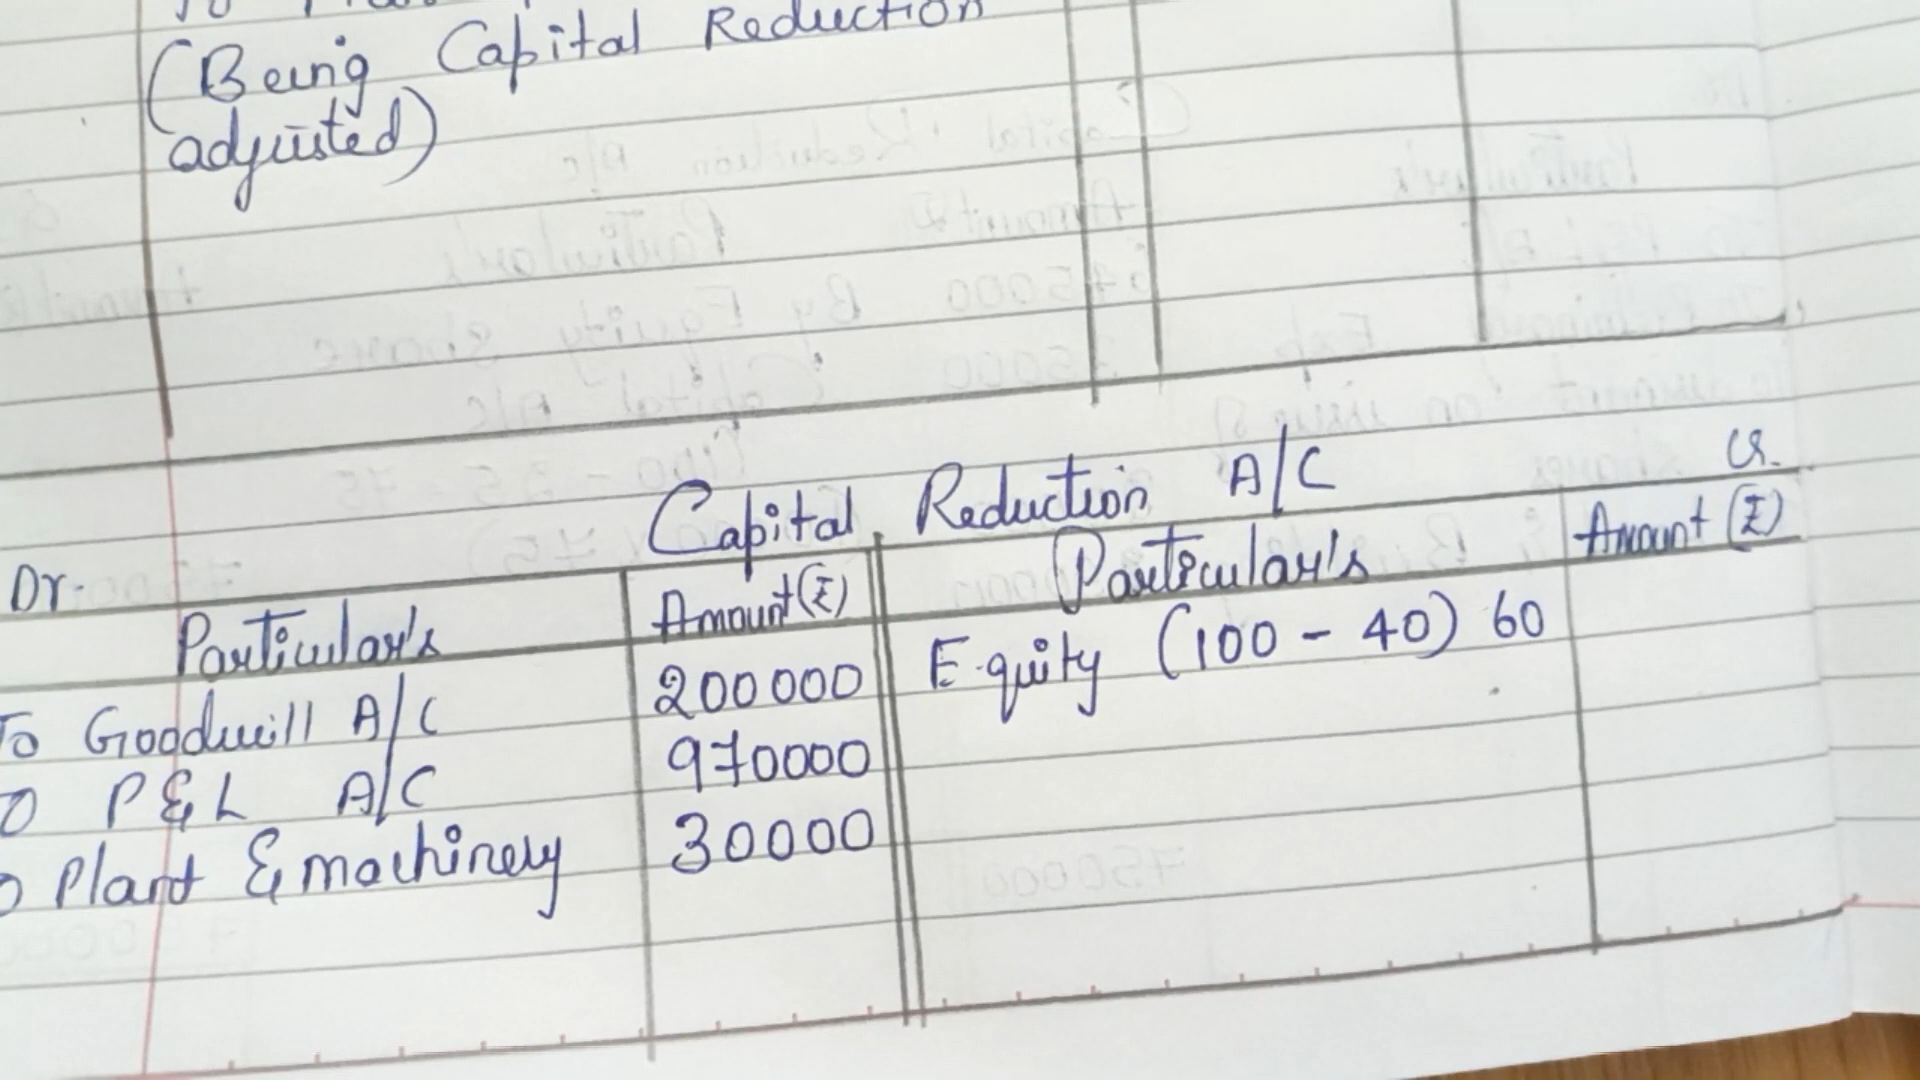 (Being Capital Reduction
adjusted)
Capital Reduction A/C
Dr. Cr.
Particular's Amount (₹) Particular's Amount (₹)
To Goodwill A/C 200000 Equity (100 - 40) 60
To P&L A/C 970000
To Plant & machinery 30000